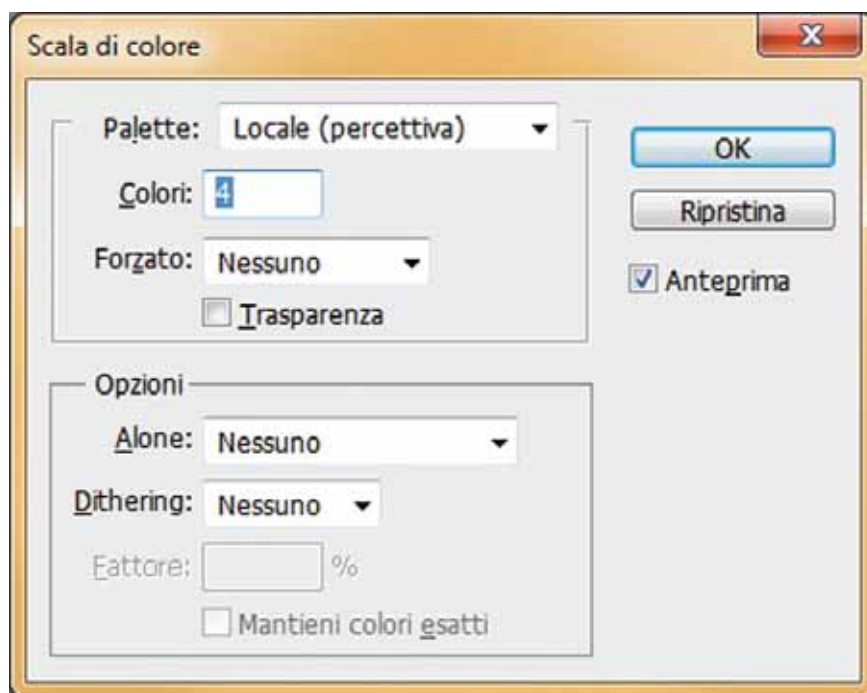 Scala di colore
Palette: Locale (percettiva)
OK
Colori: 4
Ripristina
Forzato: Nessuno
Anteprima
Trasparenza
Opzioni
Alone: Nessuno
Dithering: Nessuno
Fattore: %
Mantieni colori esatti